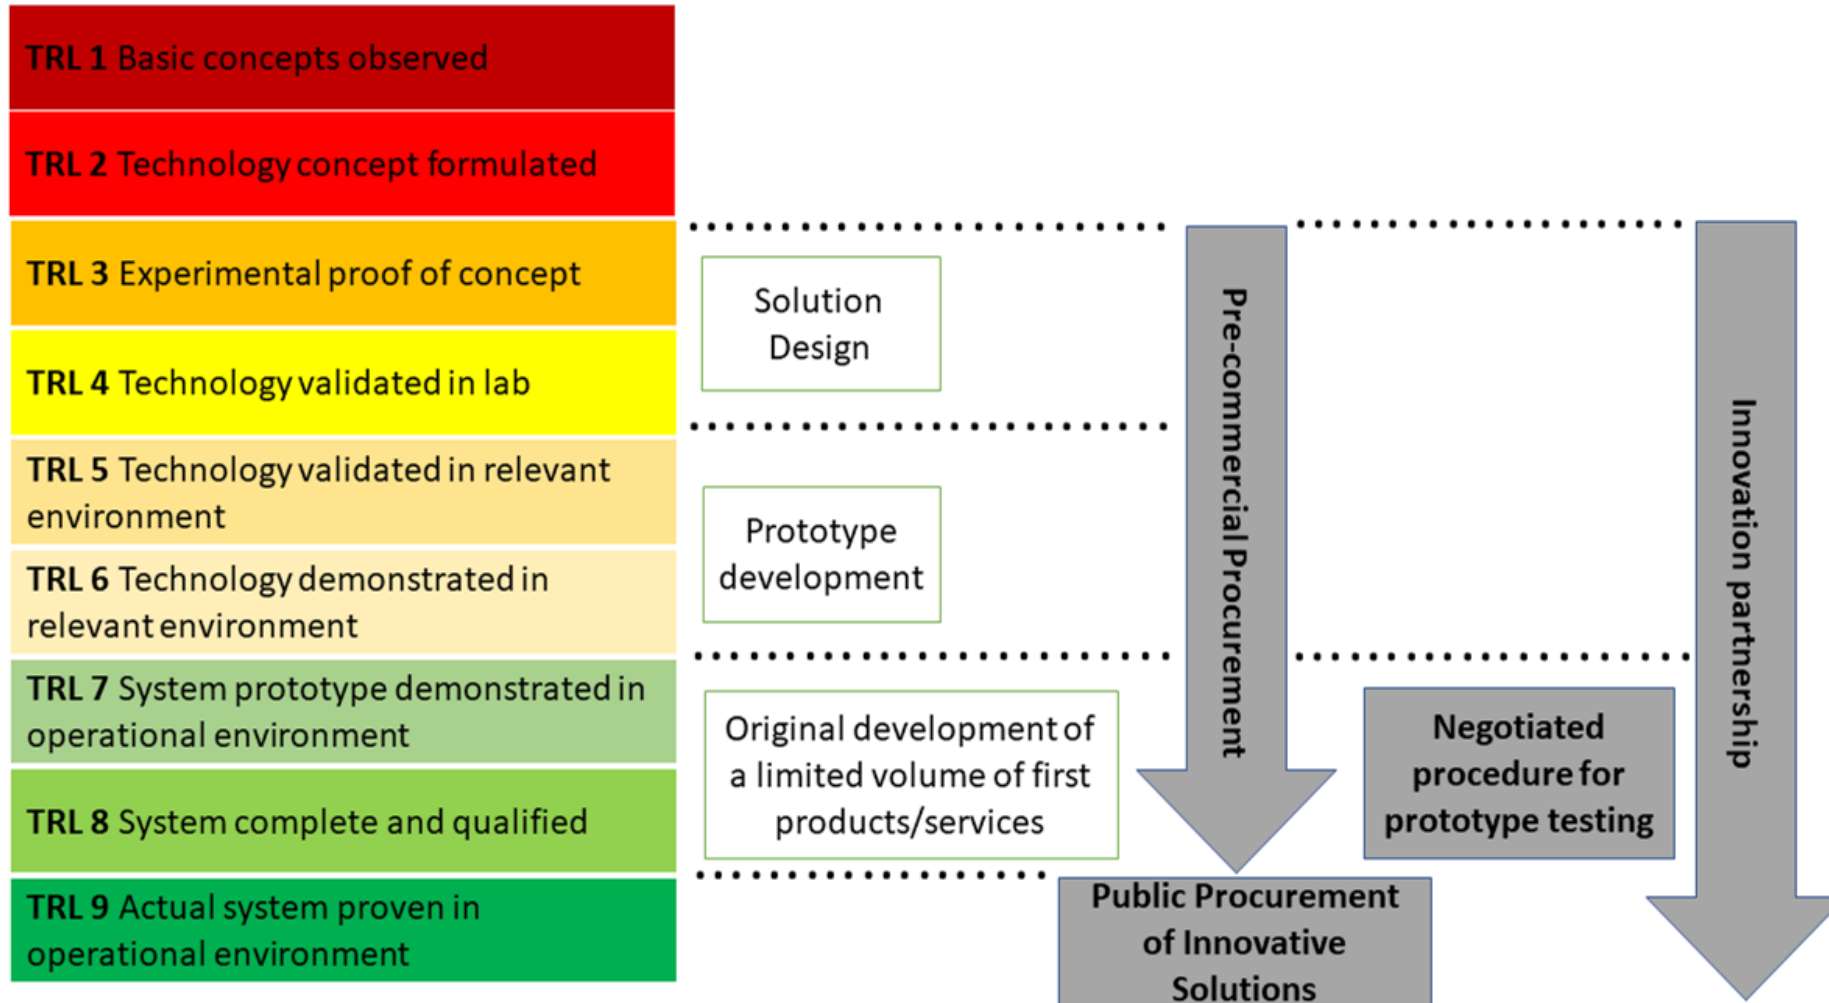 TRL 1 Basic concepts observed
TRL 2 Technology concept formulated
TRL 3 Experimental proof of concept
TRL 4 Technology validated in lab
TRL 5 Technology validated in relevant
environment
TRL 6 Technology demonstrated in
relevant environment
TRL 7 System prototype demonstrated in
operational environment
TRL 8 System complete and qualified
TRL 9 Actual system proven in
operational environment
Solution
Design
Prototype
development
Original development of
a limited volume of first
products/services
Pre-commercial Procurement
Public Procurement
of Innovative
Solutions
Negotiated
procedure for
prototype testing
Innovation partnership